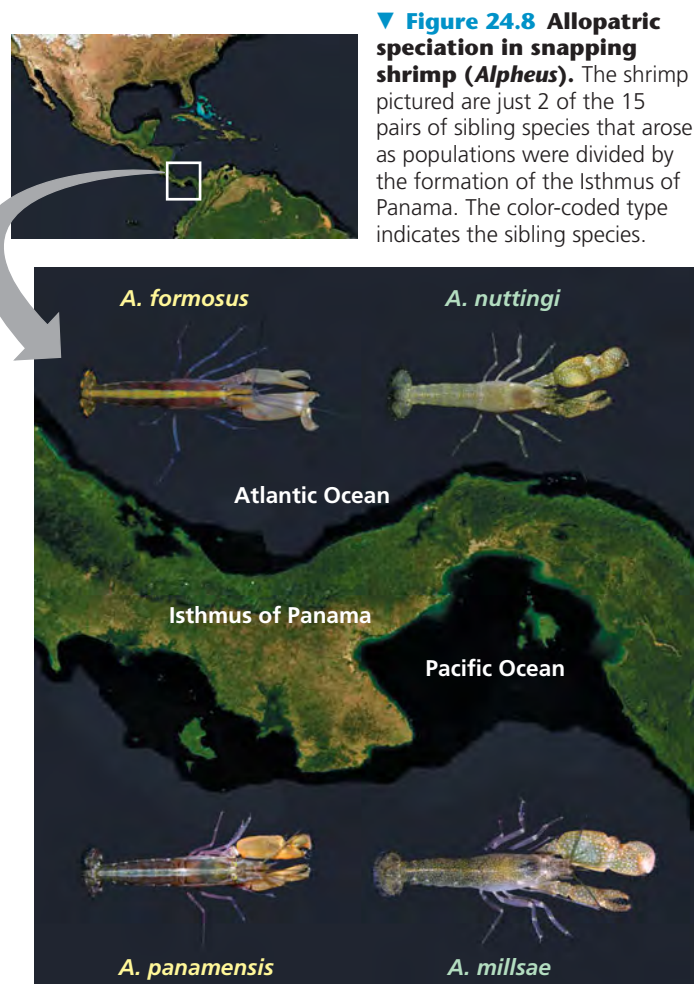 ▼ Figure 24.8 Allopatric
speciation in snapping
shrimp (Alpheus). The shrimp
pictured are just 2 of the 15
pairs of sibling species that arose
as populations were divided by
the formation of the Isthmus of
Panama. The color-coded type
indicates the sibling species.
A. formosus
A. nuttingi
Atlantic Ocean
Isthmus of Panama
Pacific Ocean
A. panamensis
A. millsae